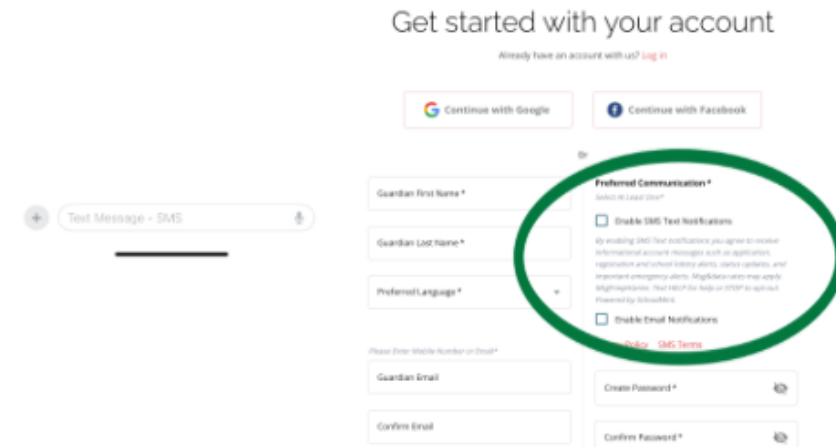 Get started with your account
Already have an account with us? Log in
Continue with Google
Continue with Facebook
Or
Text Message - SMS
Guardian First Name *
Guardian Last Name *
Preferred Language *
Please Enter Mobile Number or Email*
Guardian Email
Confirm Email
Preferred Communication *
Select At Least One*
Enable SMS Text Notifications
By enabling SMS Text notifications you agree to receive
informational account messages such as application,
registration and school lottery alerts, status updates, and
important emergency alerts. Msg&data rates may apply.
MsgFreqVaries. Text HELP for help or STOP to opt-out.
Powered by SchoolMint.
Enable Email Notifications
Policy SMS Terms
Create Password *
Confirm Password *